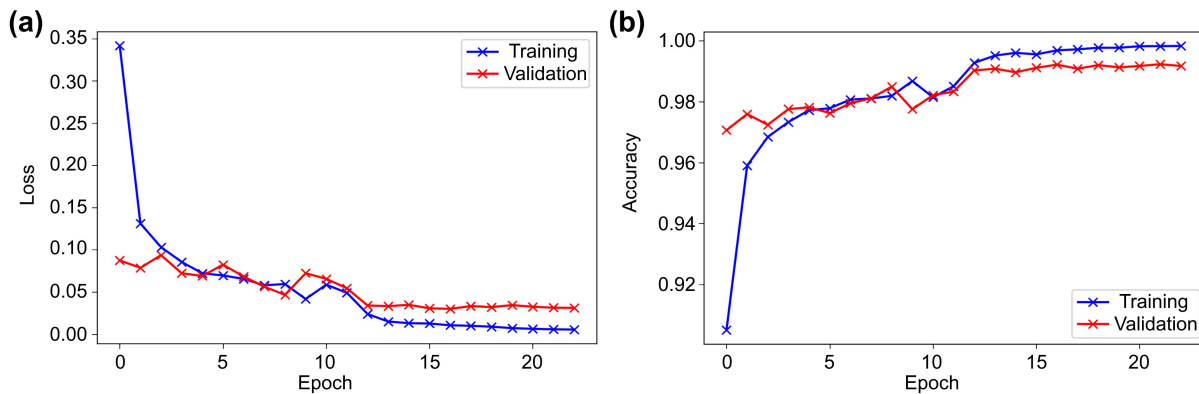 (a)
0.35
0.30
0.25
0.20
0.15
0.10
0.05
0.00
Loss
0 5 10 15 20
Epoch
Training
Validation
(b)
1.00
0.98
0.96
0.94
0.92
Accuracy
0 5 10 15 20
Epoch
Training
Validation